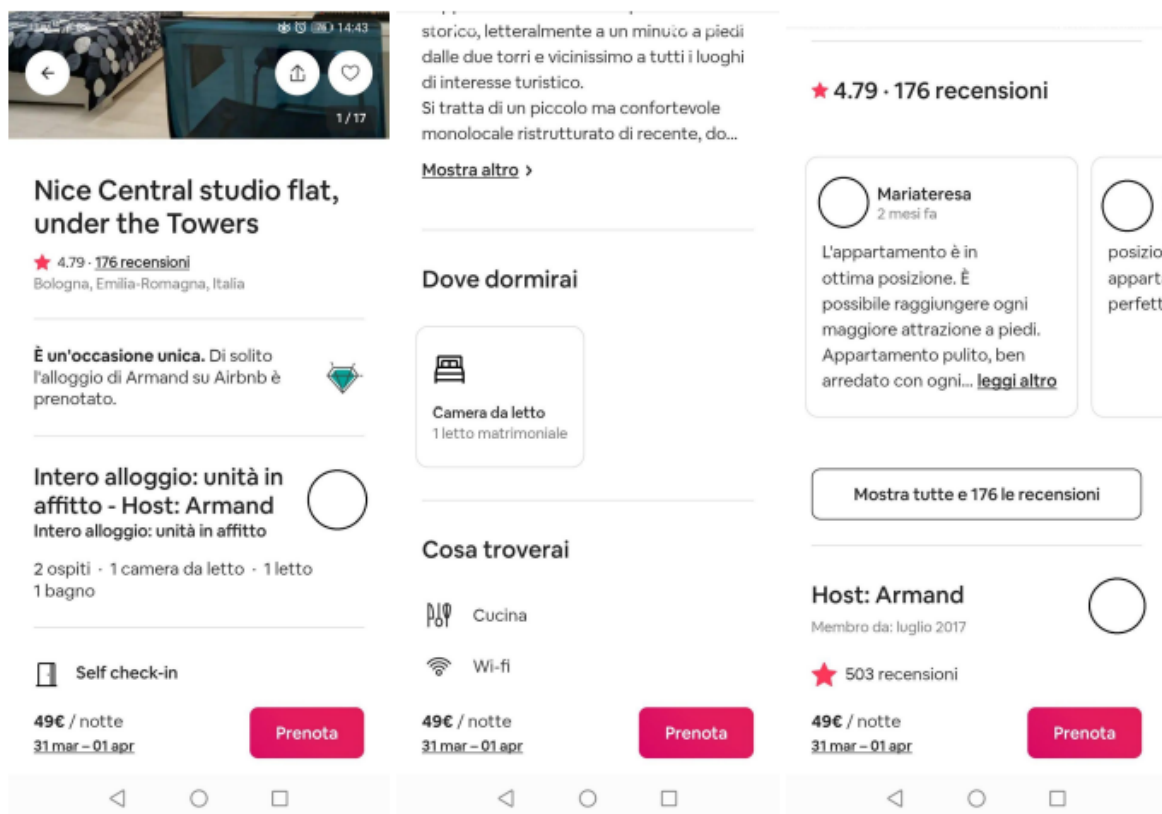 14:43
1 / 17
Nice Central studio flat,
under the Towers
4.79 · 176 recensioni
Bologna, Emilia-Romagna, Italia
È un'occasione unica. Di solito
l'alloggio di Armand su Airbnb è
prenotato.
Intero alloggio: unità in
affitto - Host: Armand
Intero alloggio: unità in affitto
2 ospiti · 1 camera da letto · 1 letto
1 bagno
Self check-in
49€ / notte
31 mar – 01 apr
Prenota
storico, letteralmente a un minuto a piedi
dalle due torri e vicinissimo a tutti i luoghi
di interesse turistico.
Si tratta di un piccolo ma confortevole
monolocale ristrutturato di recente, do...
Mostra altro >
Dove dormirai
Camera da letto
1 letto matrimoniale
Cosa troverai
Cucina
Wi-fi
49€ / notte
31 mar – 01 apr
Prenota
4.79 · 176 recensioni
Mariateresa
2 mesi fa
L'appartamento è in
ottima posizione. È
possibile raggiungere ogni
maggiore attrazione a piedi.
Appartamento pulito, ben
arredato con ogni... leggi altro
posizio
appart
perfett
Mostra tutte e 176 le recensioni
Host: Armand
Membro da: luglio 2017
503 recensioni
49€ / notte
31 mar – 01 apr
Prenota